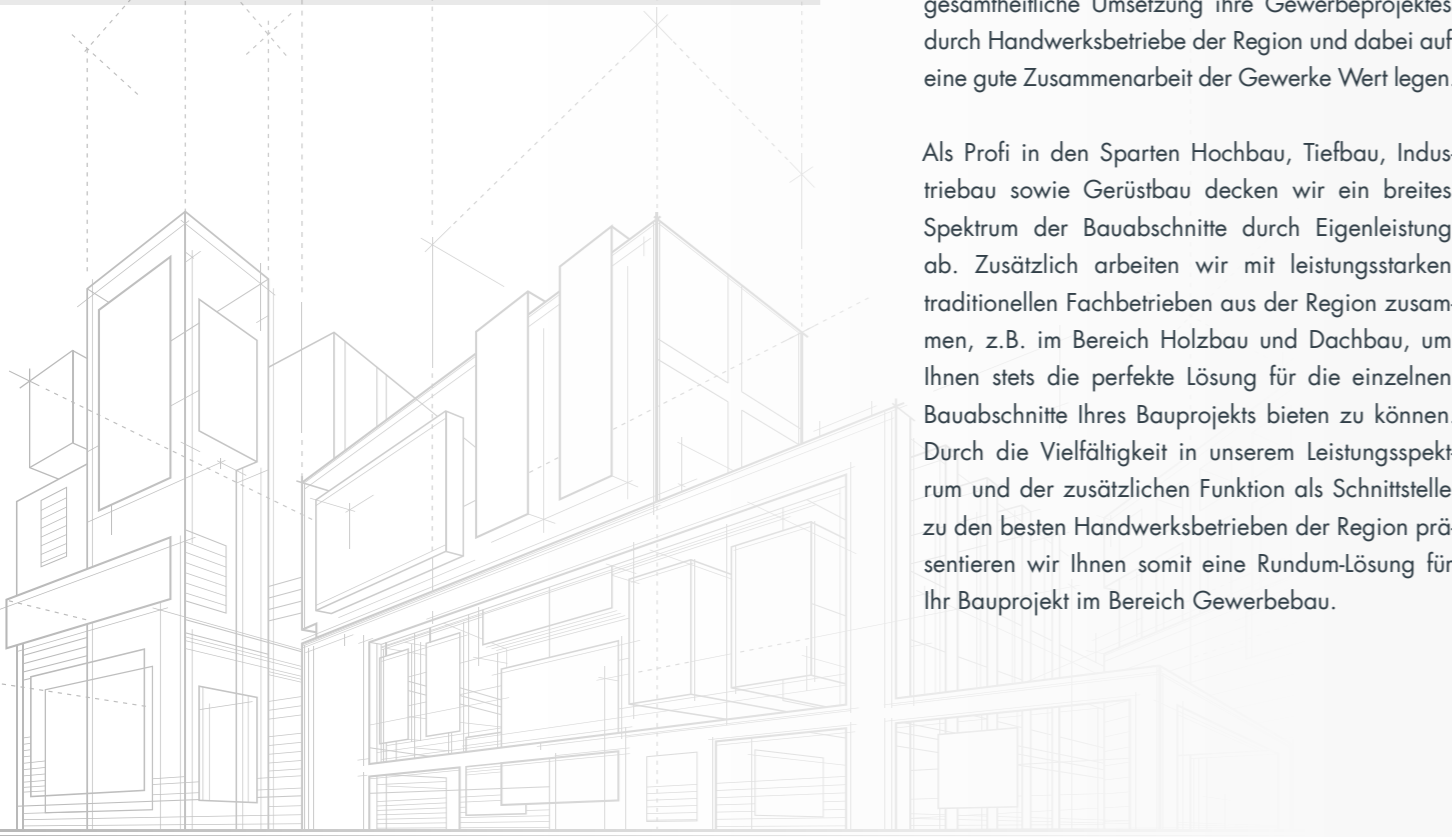 gesamtheitliche Umsetzung ihre Gewerbeprojektes
durch Handwerksbetriebe der Region und dabei auf
eine gute Zusammenarbeit der Gewerke Wert legen.
Als Profi in den Sparten Hochbau, Tiefbau, Indus-
triebau sowie Gerüstbau decken wir ein breites
Spektrum der Bauabschnitte durch Eigenleistung
ab. Zusätzlich arbeiten wir mit leistungsstarken
traditionellen Fachbetrieben aus der Region zusam-
men, z.B. im Bereich Holzbau und Dachbau, um
Ihnen stets die perfekte Lösung für die einzelnen
Bauabschnitte Ihres Bauprojekts bieten zu können.
Durch die Vielfältigkeit in unserem Leistungsspekt-
rum und der zusätzlichen Funktion als Schnittstelle
zu den besten Handwerksbetrieben der Region prä-
sentieren wir Ihnen somit eine Rundum-Lösung für
Ihr Bauprojekt im Bereich Gewerbebau.